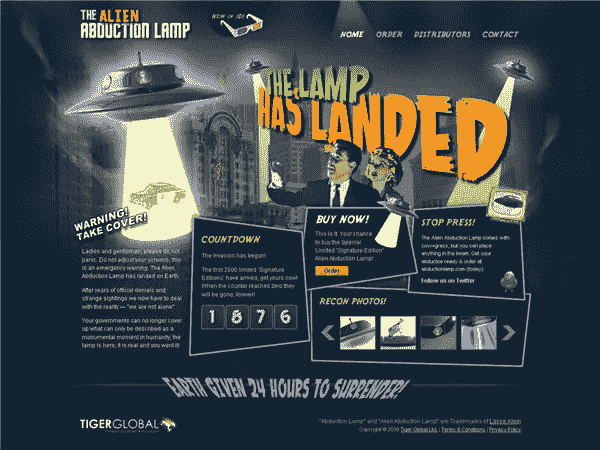 THE ALIEN
ABDUCTION LAMP
NOW IN 3D!
HOME ORDER DISTRIBUTORS CONTACT
THE LAMP
HAS LANDED
WARNING!
TAKE COVER!
Ladies and gentlemen, please do not
panic. Do not adjust your screens, this
is an emergency warning. The Alien
Abduction Lamp has landed on Earth.
After years of official denials and
strange sightings we now have to deal
with the reality — "we are not alone"
Your governments can no longer cover
up what can only be described as a
monumental moment in humanity, the
lamp is here, it is real and you want it!
COUNTDOWN
The invasion has begun!
The first 2000 limited 'Signature
Editions' have arrived, get yours now!
When the counter reaches zero they
will be gone, forever!
1 8 7 6
BUY NOW!
This is it. Your chance
to buy the Special
Limited "Signature Edition"
Alien Abduction Lamp!
Order
STOP PRESS!
The Alien Abduction Lamp comes with
cow+grass, but you can place
anything in the beam. Get your
abductee ready & order at
abductionlamp.com (today)
Follow us on Twitter
RECON PHOTOS!
EARTH GIVEN 24 HOURS TO SURRENDER!
TIGERGLOBAL
"Abduction Lamp" and "Alien Abduction Lamp" are Trademarks of Lasse Klein
Copyright © 2009 Tiger Global Ltd. | Terms & Conditions | Privacy Policy